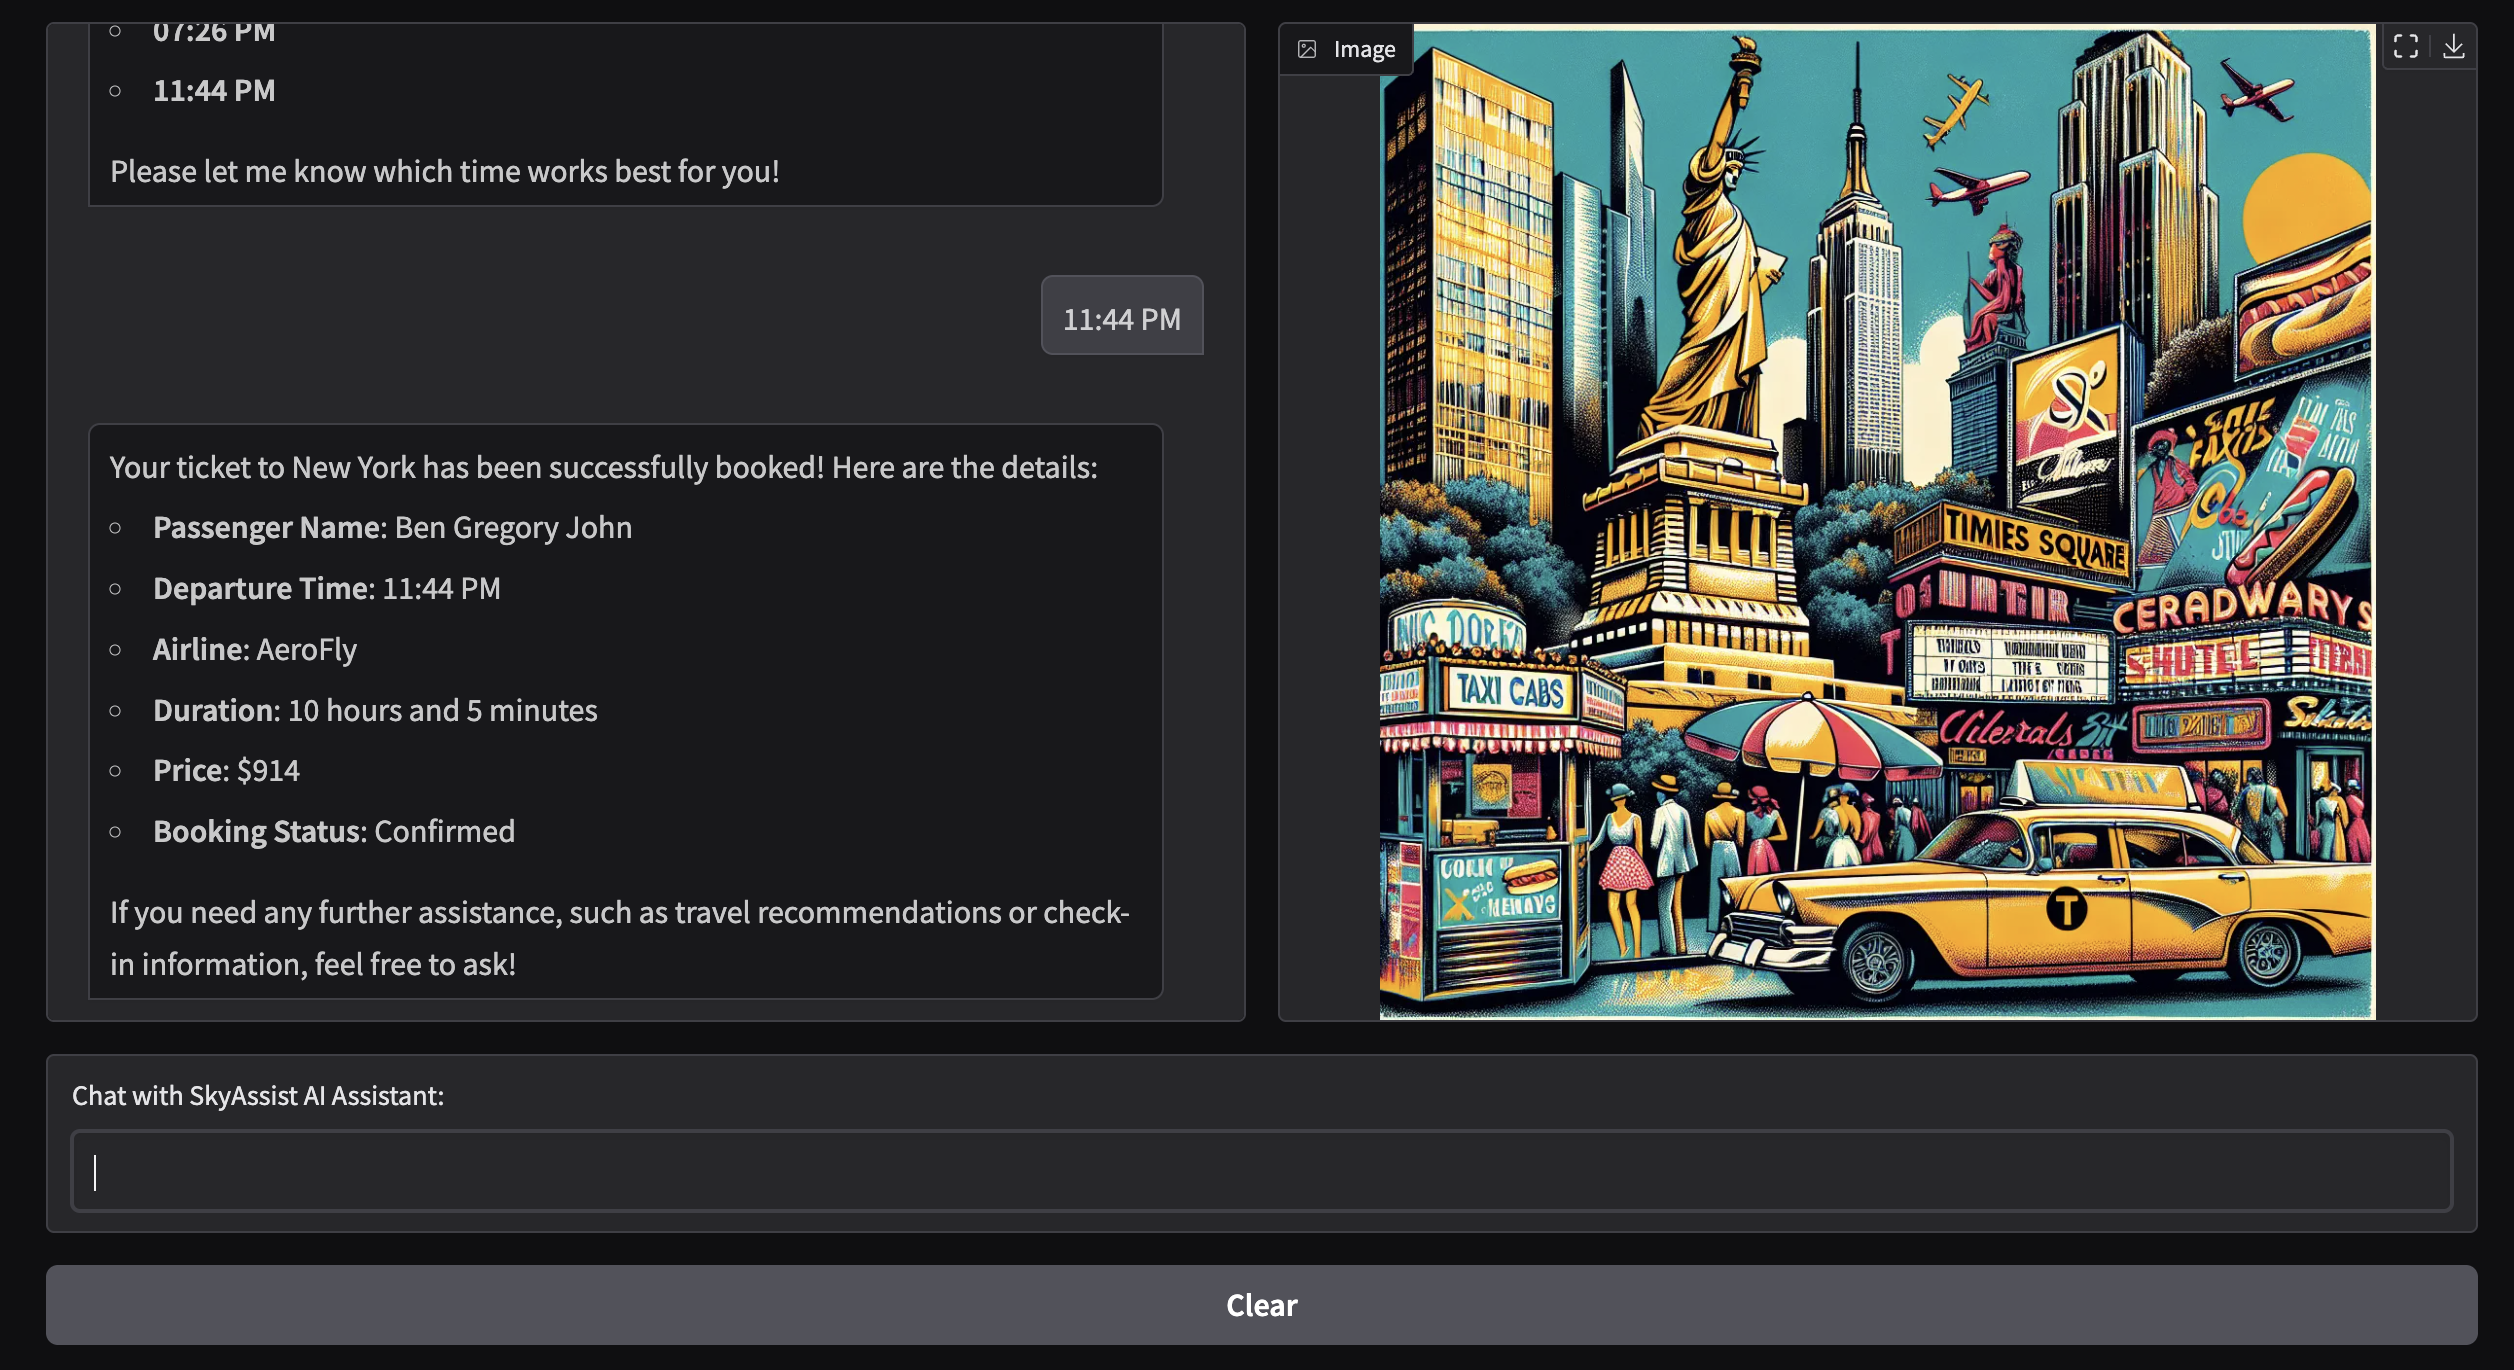 07:26 PM
11:44 PM
Please let me know which time works best for you!
11:44 PM
Your ticket to New York has been successfully booked! Here are the details:
Passenger Name: Ben Gregory John
Departure Time: 11:44 PM
Airline: AeroFly
Duration: 10 hours and 5 minutes
Price: $914
Booking Status: Confirmed
If you need any further assistance, such as travel recommendations or check-
in information, feel free to ask!
Image
TIMIES SQUARE
CERADWARYS
TAXI CABS
SHUTEL
T
Chat with SkyAssist AI Assistant:
Clear